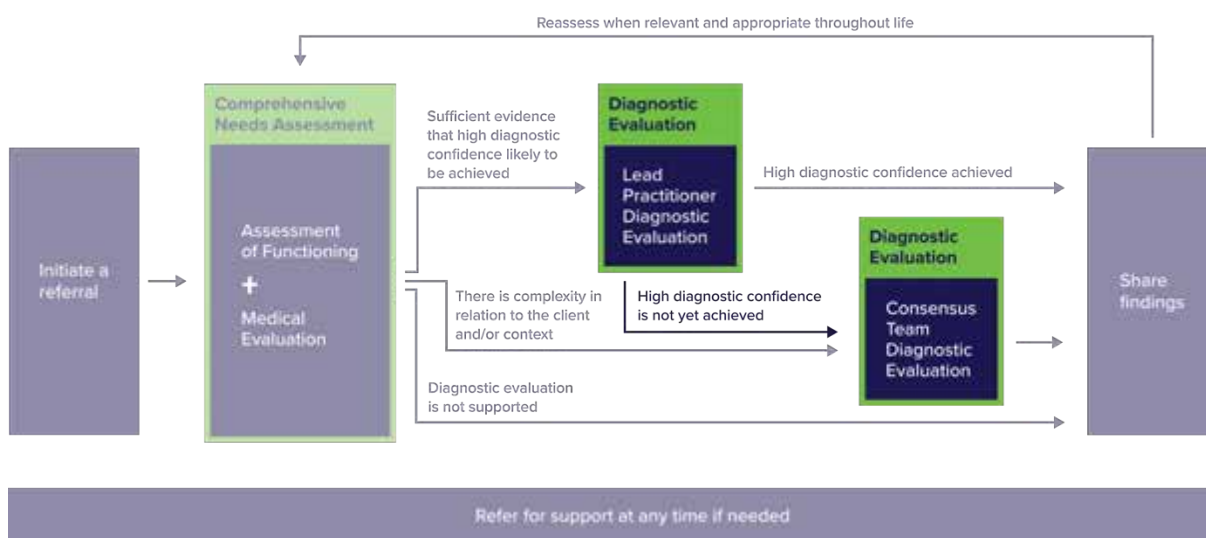 Reassess when relevant and appropriate throughout life
Initiate a
referral
Comprehensive
Needs Assessment
Assessment
of Functioning
+
Medical
Evaluation
Sufficient evidence
that high diagnostic
confidence likely to
be achieved
There is complexity in
relation to the client
and/or context
Diagnostic evaluation
is not supported
Diagnostic
Evaluation
Lead
Practitioner
Diagnostic
Evaluation
High diagnostic confidence achieved
High diagnostic confidence
is not yet achieved
Diagnostic
Evaluation
Consensus
Team
Diagnostic
Evaluation
Share
findings
Refer for support at any time if needed